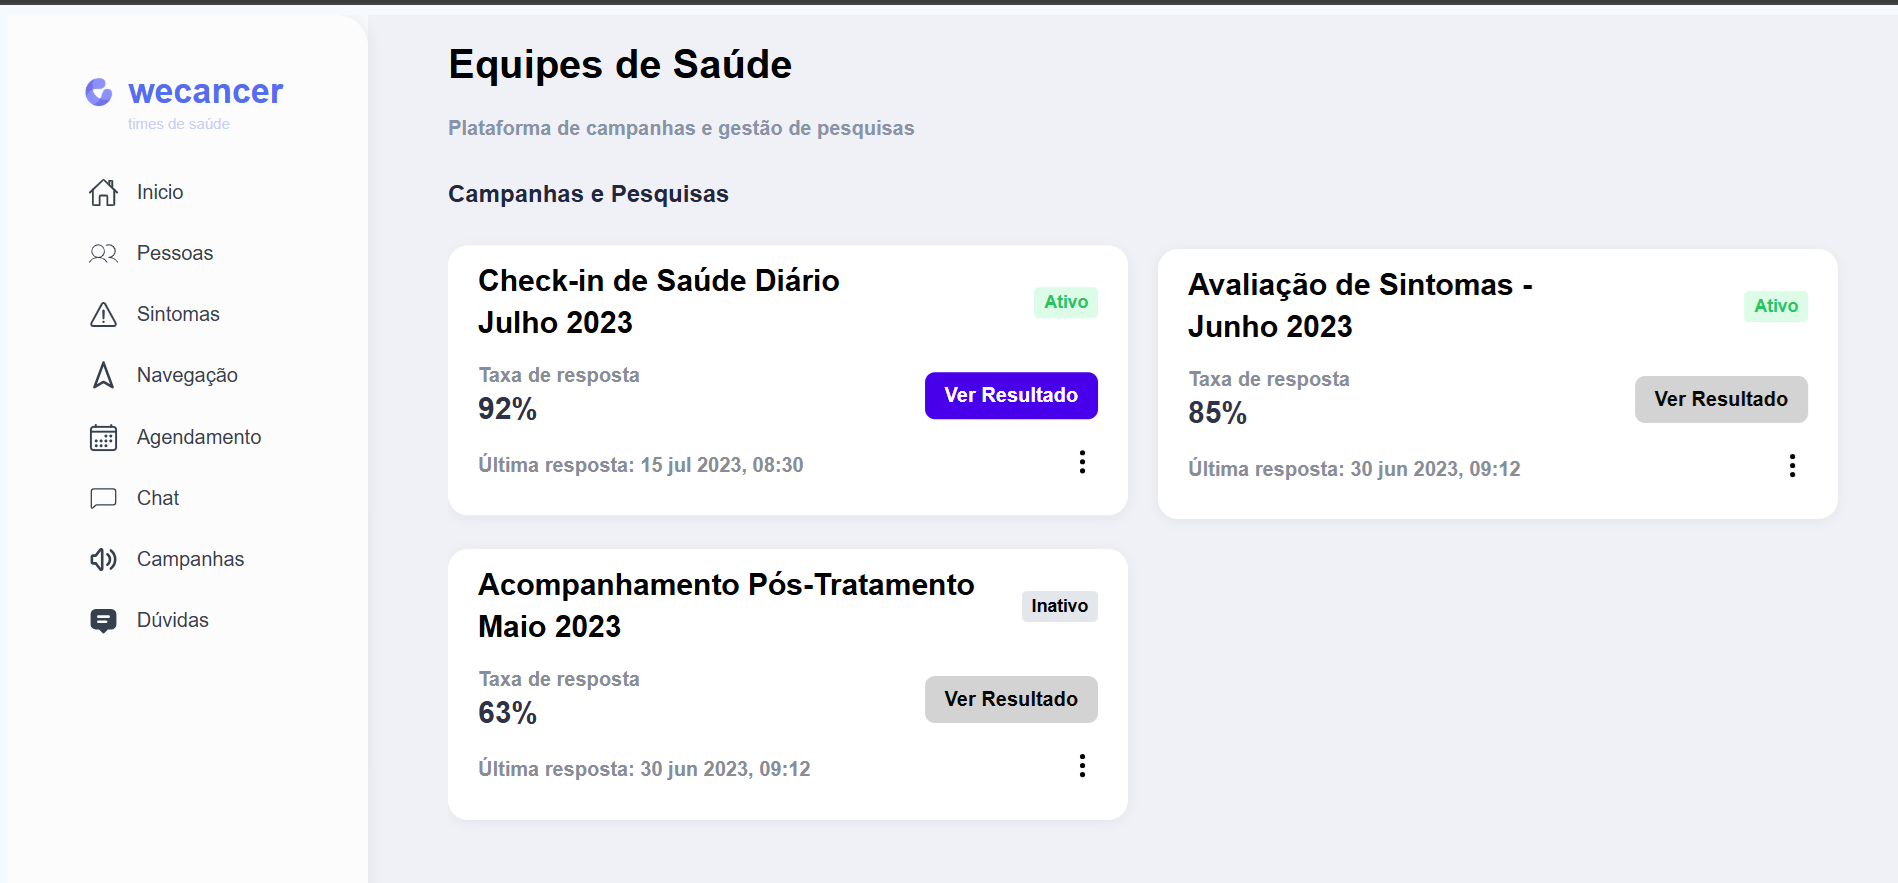 wecancer
times de saúde
Inicio
Pessoas
Sintomas
Navegação
Agendamento
Chat
Campanhas
Dúvidas
Equipes de Saúde
Plataforma de campanhas e gestão de pesquisas
Campanhas e Pesquisas
Check-in de Saúde Diário
Julho 2023
Ativo
Taxa de resposta
92%
Ver Resultado
Última resposta: 15 jul 2023, 08:30
Avaliação de Sintomas -
Junho 2023
Ativo
Taxa de resposta
85%
Ver Resultado
Última resposta: 30 jun 2023, 09:12
Acompanhamento Pós-Tratamento
Maio 2023
Inativo
Taxa de resposta
63%
Ver Resultado
Última resposta: 30 jun 2023, 09:12